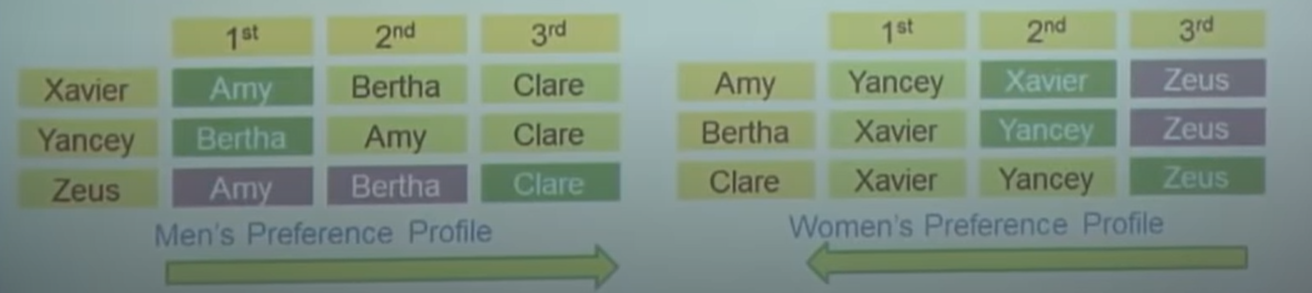 1st 2nd 3rd
Xavier Amy Bertha Clare
Yancey Bertha Amy Clare
Zeus Amy Bertha Clare
Men's Preference Profile
1st 2nd 3rd
Amy Yancey Xavier Zeus
Bertha Xavier Yancey Zeus
Clare Xavier Yancey Zeus
Women's Preference Profile